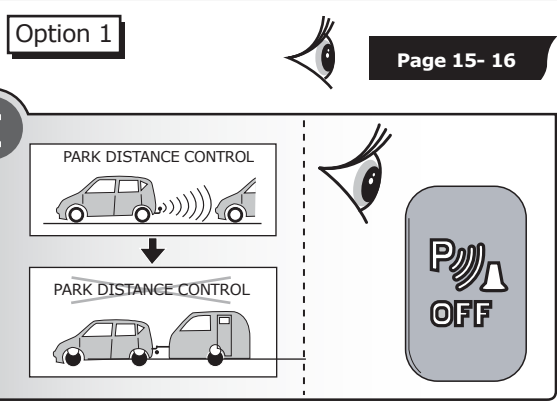 Option 1
Page 15- 16
PARK DISTANCE CONTROL
PARK DISTANCE CONTROL
P
OFF